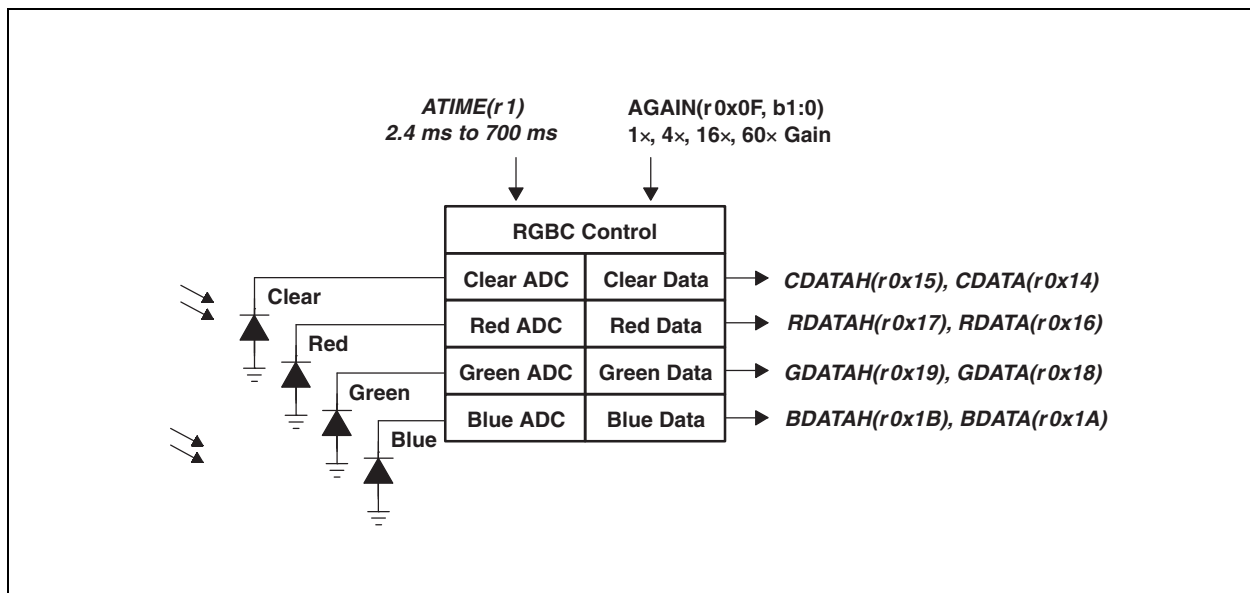 ATIME(r1)
2.4 ms to 700 ms
AGAIN(r0x0F, b1:0)
1×, 4×, 16×, 60× Gain
RGBC Control
Clear
Clear ADC
Clear Data
CDATAH(r0x15), CDATA(r0x14)
Red
Red ADC
Red Data
RDATAH(r0x17), RDATA(r0x16)
Green
Green ADC
Green Data
GDATAH(r0x19), GDATA(r0x18)
Blue
Blue ADC
Blue Data
BDATAH(r0x1B), BDATA(r0x1A)